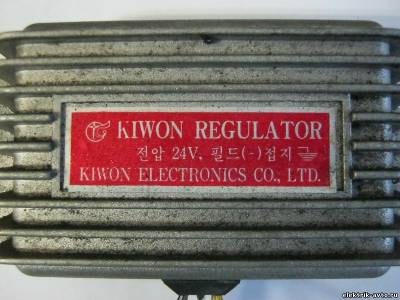 KIWON REGULATOR
전압 24V, 필드(-)접지
KIWON ELECTRONICS CO., LTD.
elektrik-avto.ru